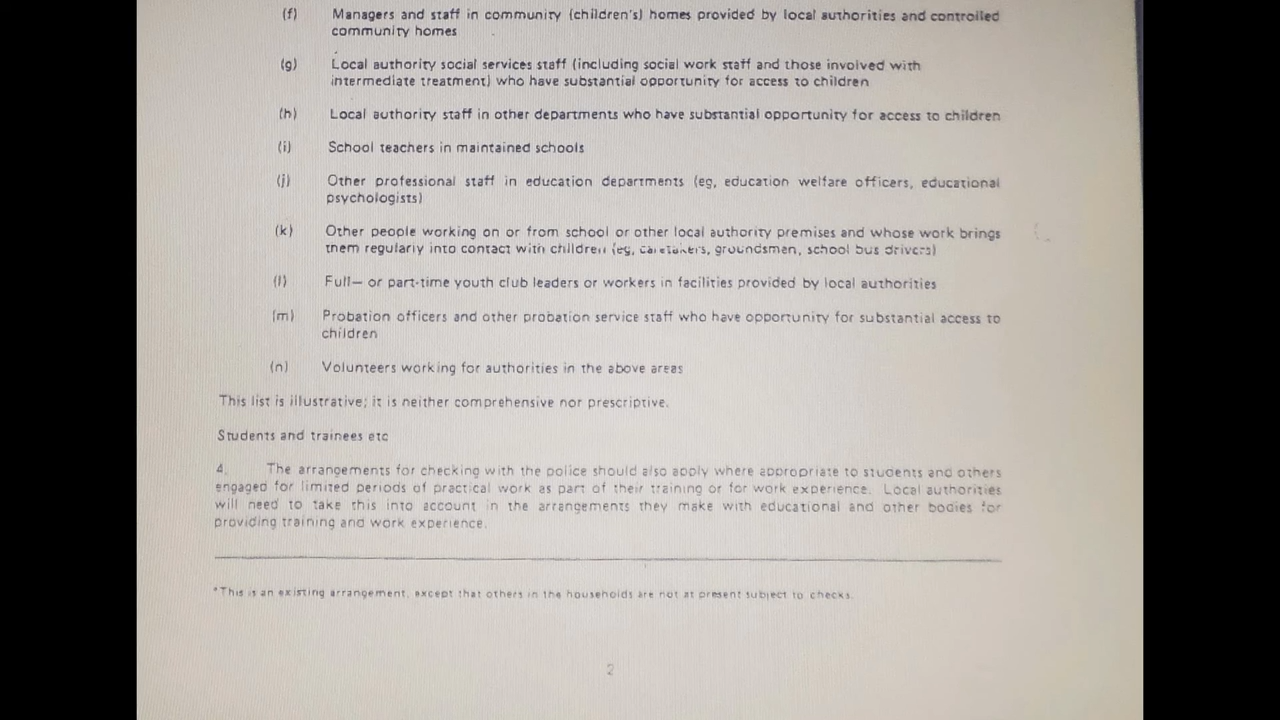 (f) Managers and staff in community (children's) homes provided by local authorities and controlled
community homes
(g) Local authority social services staff (including social work staff and those involved with
intermediate treatment) who have substantial opportunity for access to children
(h) Local authority staff in other departments who have substantial opportunity for access to children
(i) School teachers in maintained schools
(j) Other professional staff in education departments (eg, education welfare officers, educational
psychologists)
(k) Other people working on or from school or other local authority premises and whose work brings
them regularly into contact with children (eg, caretakers, groundsmen, school bus drivers)
(l) Full— or part-time youth club leaders or workers in facilities provided by local authorities
(m) Probation officers and other probation service staff who have opportunity for substantial access to
children
(n) Volunteers working for authorities in the above areas
This list is illustrative; it is neither comprehensive nor prescriptive.
Students and trainees etc
4. The arrangements for checking with the police should also apply where appropriate to students and others
engaged for limited periods of practical work as part of their training or for work experience. Local authorities
will need to take this into account in the arrangements they make with educational and other bodies for
providing training and work experience.
*This is an existing arrangement, except that others in the households are not at present subject to checks.
2